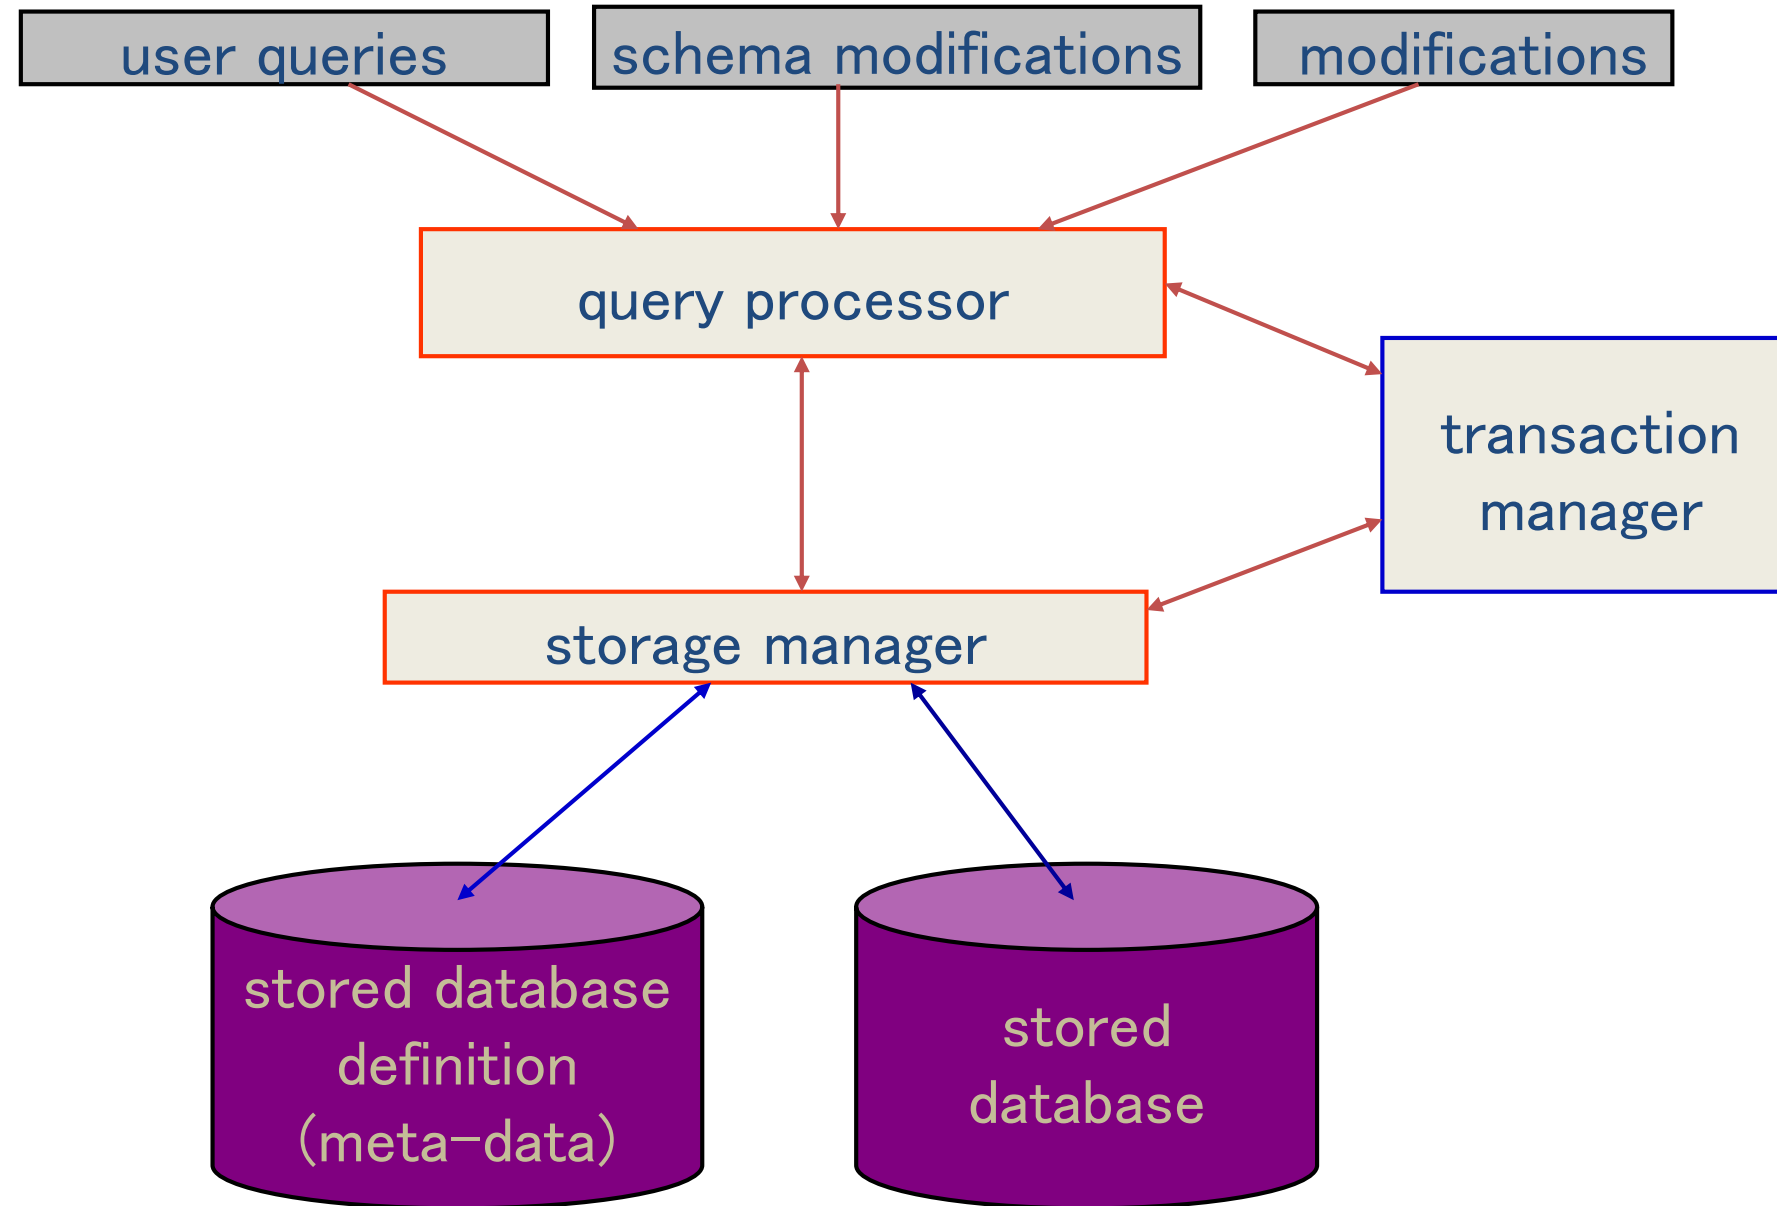 user queries
schema modifications
modifications
query processor
transaction
manager
storage manager
stored database
definition
(meta-data)
stored
database